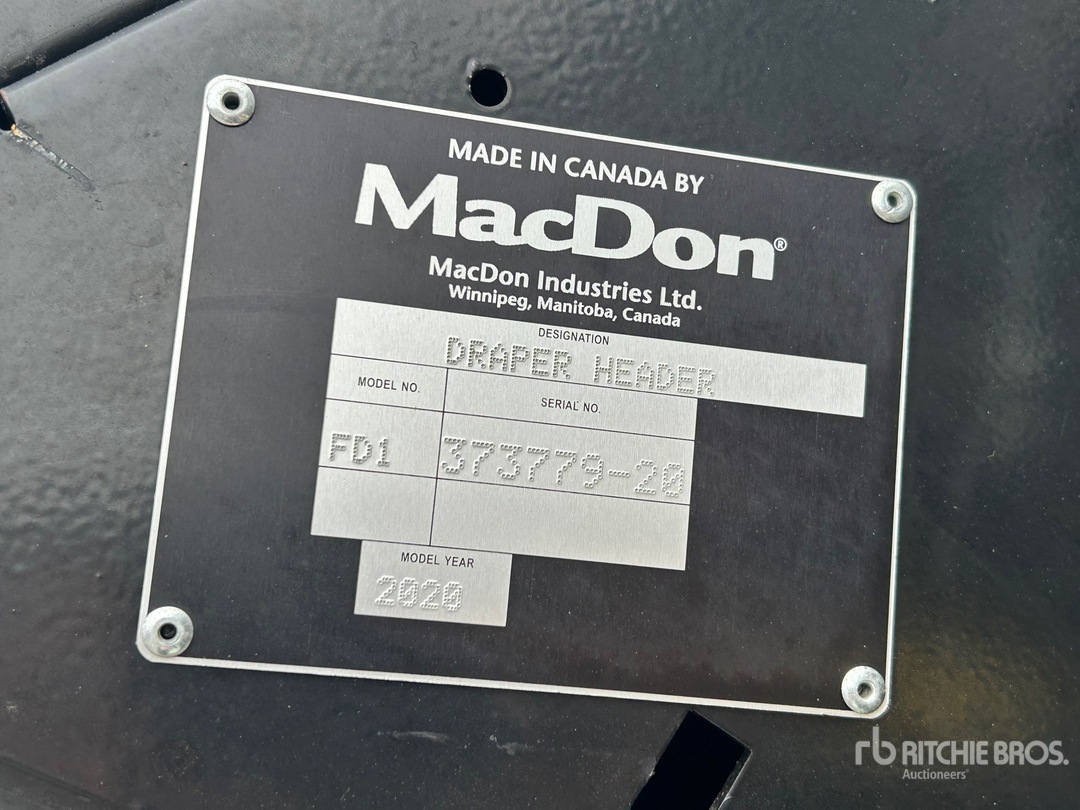 MADE IN CANADA BY
MacDon®
MacDon Industries Ltd.
Winnipeg, Manitoba, Canada
DESIGNATION
DRAPER HEADER
MODEL NO. SERIAL NO.
FD1 373779-20
MODEL YEAR
2020
rb RITCHIE BROS.
Auctioneers